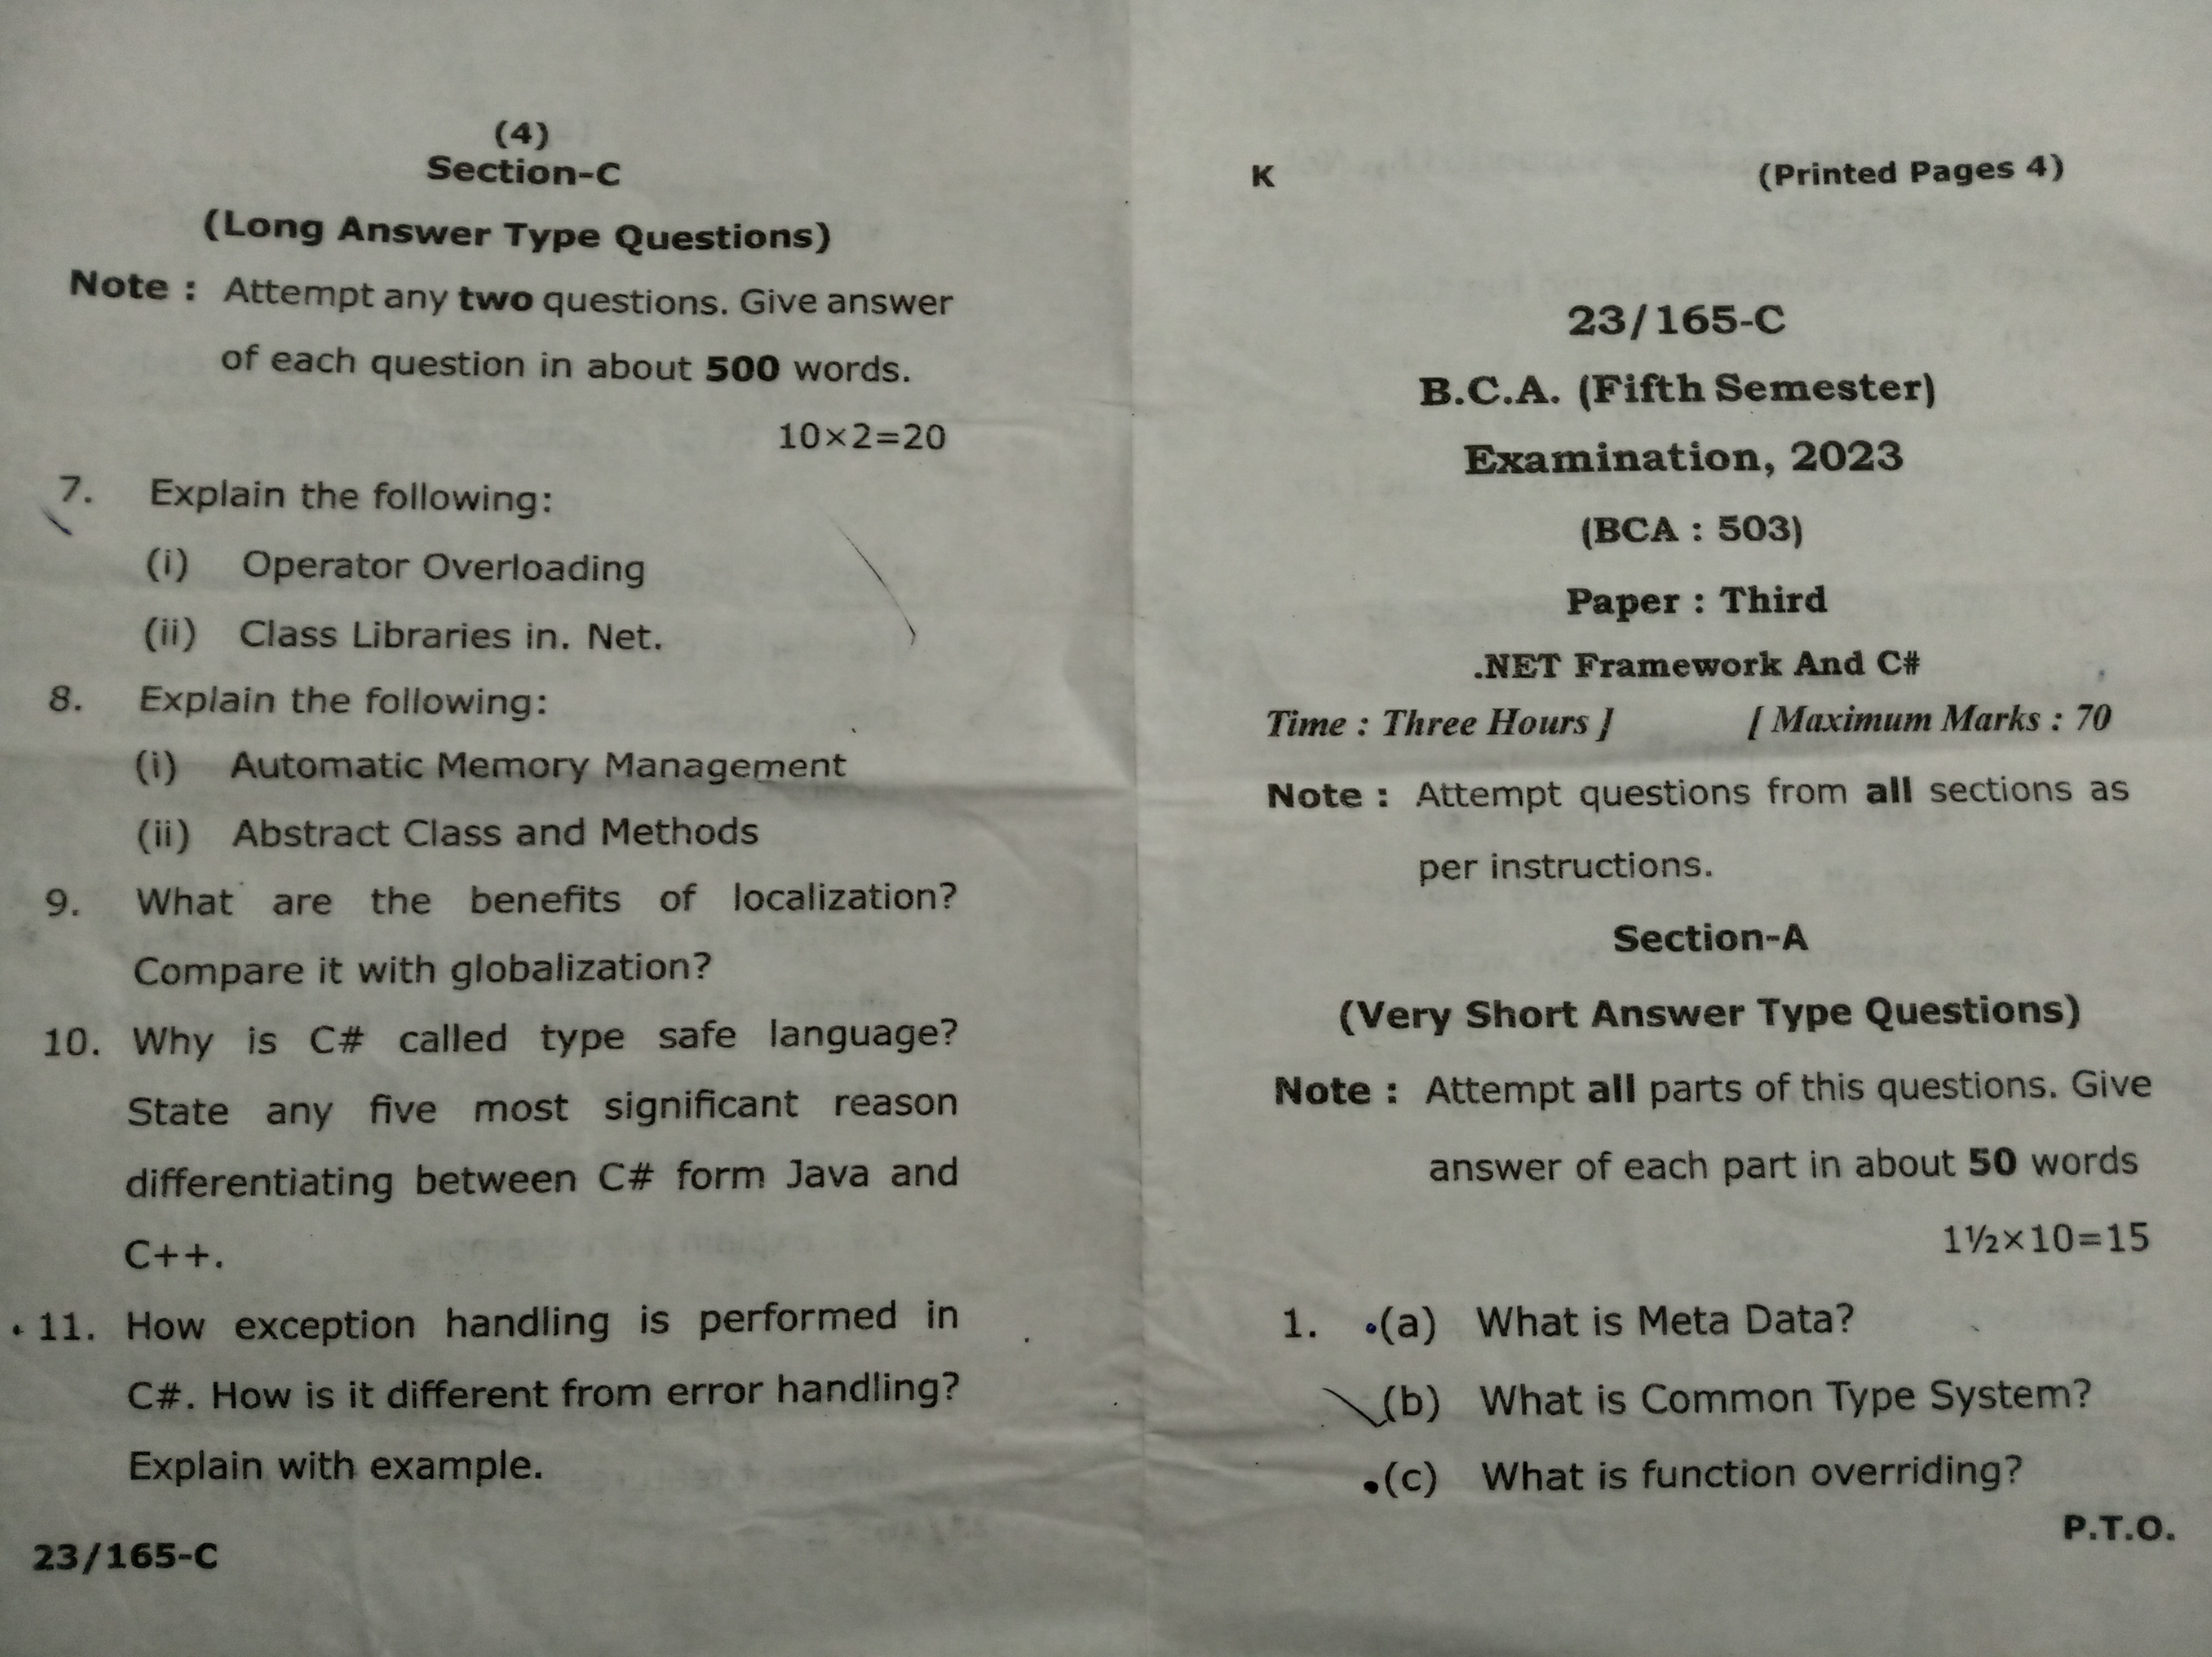 (4)
Section-C
(Long Answer Type Questions)
Note : Attempt any two questions. Give answer
of each question in about 500 words.
10×2=20
7. Explain the following:
(i) Operator Overloading
(ii) Class Libraries in. Net.
8. Explain the following:
(i) Automatic Memory Management
(ii) Abstract Class and Methods
9. What are the benefits of localization?
Compare it with globalization?
10. Why is C# called type safe language?
State any five most significant reason
differentiating between C# form Java and
C++.
11. How exception handling is performed in
C#. How is it different from error handling?
Explain with example.
23/165-C
K (Printed Pages 4)
23/165-C
B.C.A. (Fifth Semester)
Examination, 2023
(BCA : 503)
Paper : Third
.NET Framework And C#
Time : Three Hours ] [ Maximum Marks : 70
Note : Attempt questions from all sections as
per instructions.
Section-A
(Very Short Answer Type Questions)
Note : Attempt all parts of this questions. Give
answer of each part in about 50 words
1½×10=15
1. (a) What is Meta Data?
(b) What is Common Type System?
(c) What is function overriding?
P.T.O.